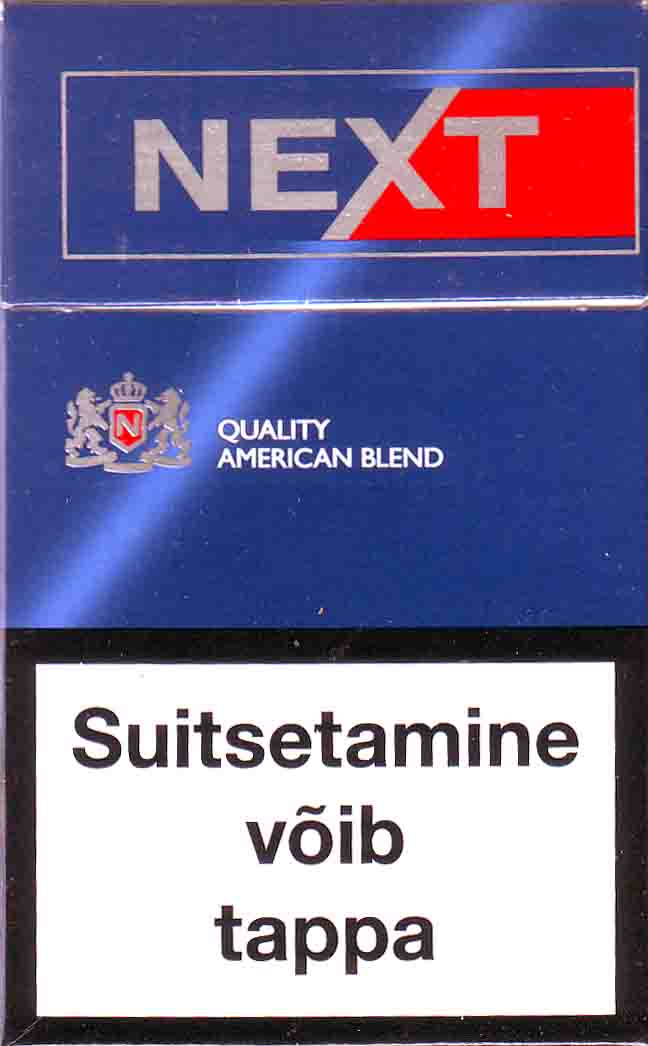 NEXT
N
QUALITY
AMERICAN BLEND
Suitsetamine
võib
tappa